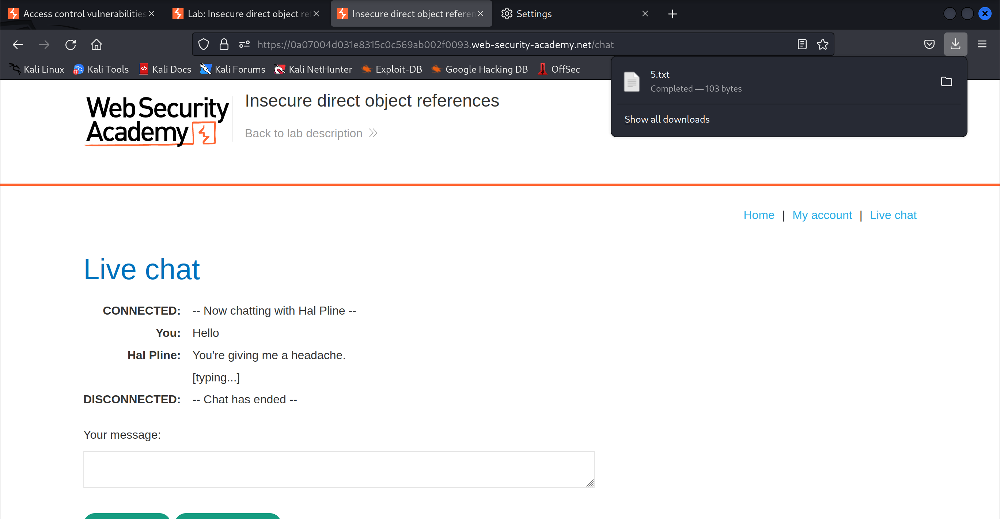 Access control vulnerabilities
Lab: Insecure direct object ref
Insecure direct object referen
Settings
https://0a07004d031e8315c0c569ab002f0093.web-security-academy.net/chat
Kali Linux
Kali Tools
Kali Docs
Kali Forums
Kali NetHunter
Exploit-DB
Google Hacking DB
OffSec
5.txt
Completed — 103 bytes
Show all downloads
Web Security
Academy
Insecure direct object references
Back to lab description
Home | My account | Live chat
Live chat
CONNECTED: -- Now chatting with Hal Pline --
You: Hello
Hal Pline: You're giving me a headache.
[typing...]
DISCONNECTED: -- Chat has ended --
Your message: